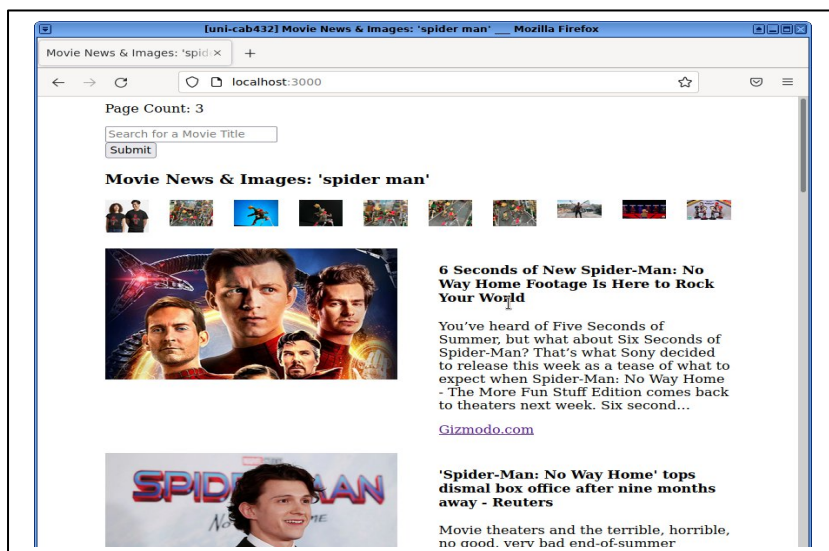 [uni-cab432] Movie News & Images: 'spider man' __ Mozilla Firefox
Movie News & Images: 'spid
localhost:3000
Page Count: 3
Search for a Movie Title
Submit
Movie News & Images: 'spider man'
6 Seconds of New Spider-Man: No
Way Home Footage Is Here to Rock
Your World
You’ve heard of Five Seconds of
Summer, but what about Six Seconds of
Spider-Man? That’s what Sony decided
to release this week as a tease of what to
expect when Spider-Man: No Way Home
- The More Fun Stuff Edition comes back
to theaters next week. Six second…
Gizmodo.com
'Spider-Man: No Way Home' tops
dismal box office after nine months
away - Reuters
Movie theaters and the terrible, horrible,
no good, very bad end-of-summer